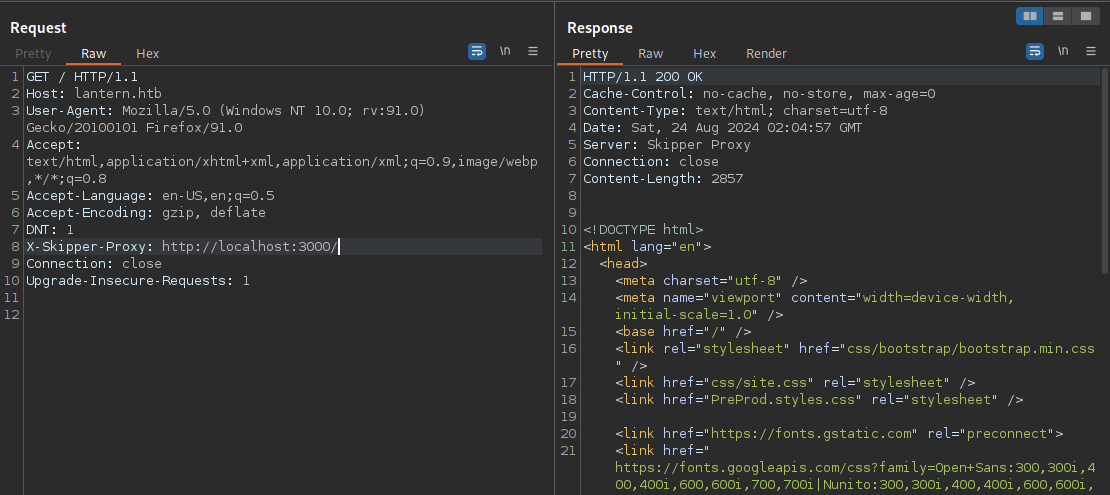 Request
Pretty Raw Hex
\n
1 GET / HTTP/1.1
2 Host: lantern.htb
3 User-Agent: Mozilla/5.0 (Windows NT 10.0; rv:91.0)
Gecko/20100101 Firefox/91.0
4 Accept:
text/html,application/xhtml+xml,application/xml;q=0.9,image/webp
,*/*;q=0.8
5 Accept-Language: en-US,en;q=0.5
6 Accept-Encoding: gzip, deflate
7 DNT: 1
8 X-Skipper-Proxy: http://localhost:3000/
9 Connection: close
10 Upgrade-Insecure-Requests: 1
11
12
Response
Pretty Raw Hex Render
\n
1 HTTP/1.1 200 OK
2 Cache-Control: no-cache, no-store, max-age=0
3 Content-Type: text/html; charset=utf-8
4 Date: Sat, 24 Aug 2024 02:04:57 GMT
5 Server: Skipper Proxy
6 Connection: close
7 Content-Length: 2857
8
9
10 <!DOCTYPE html>
11 <html lang="en">
12 <head>
13 <meta charset="utf-8" />
14 <meta name="viewport" content="width=device-width,
initial-scale=1.0" />
15 <base href="/" />
16 <link rel="stylesheet" href="css/bootstrap/bootstrap.min.css
" />
17 <link href="css/site.css" rel="stylesheet" />
18 <link href="PreProd.styles.css" rel="stylesheet" />
19
20 <link href="https://fonts.gstatic.com" rel="preconnect">
21 <link href="
https://fonts.googleapis.com/css?family=Open+Sans:300,300i,4
00,400i,600,600i,700,700i|Nunito:300,300i,400,400i,600,600i,